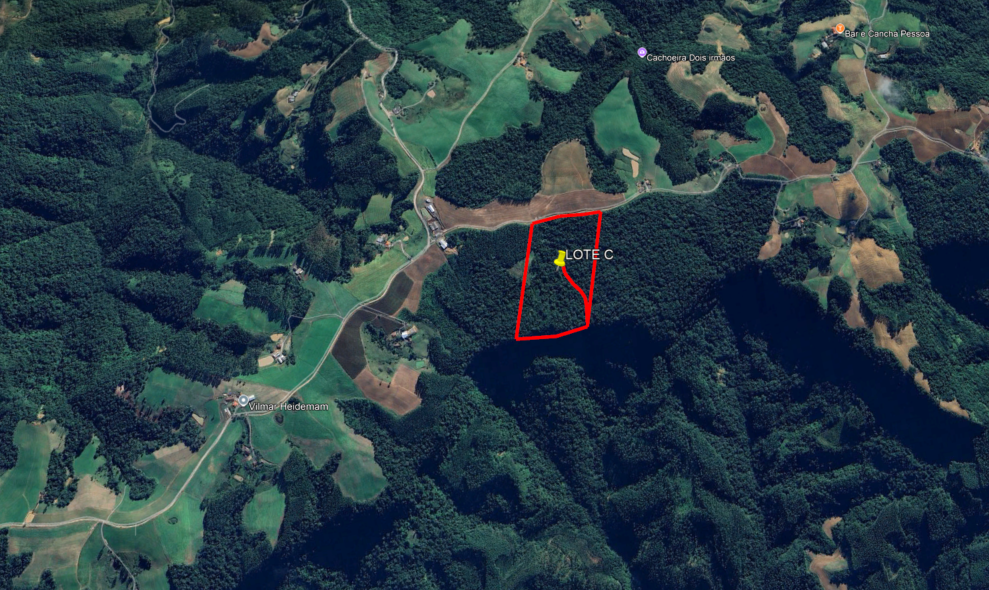 Bar e Cancha Pessoa
Cachoeira Dois irmãos
LOTE C
Vilmar Heidemam